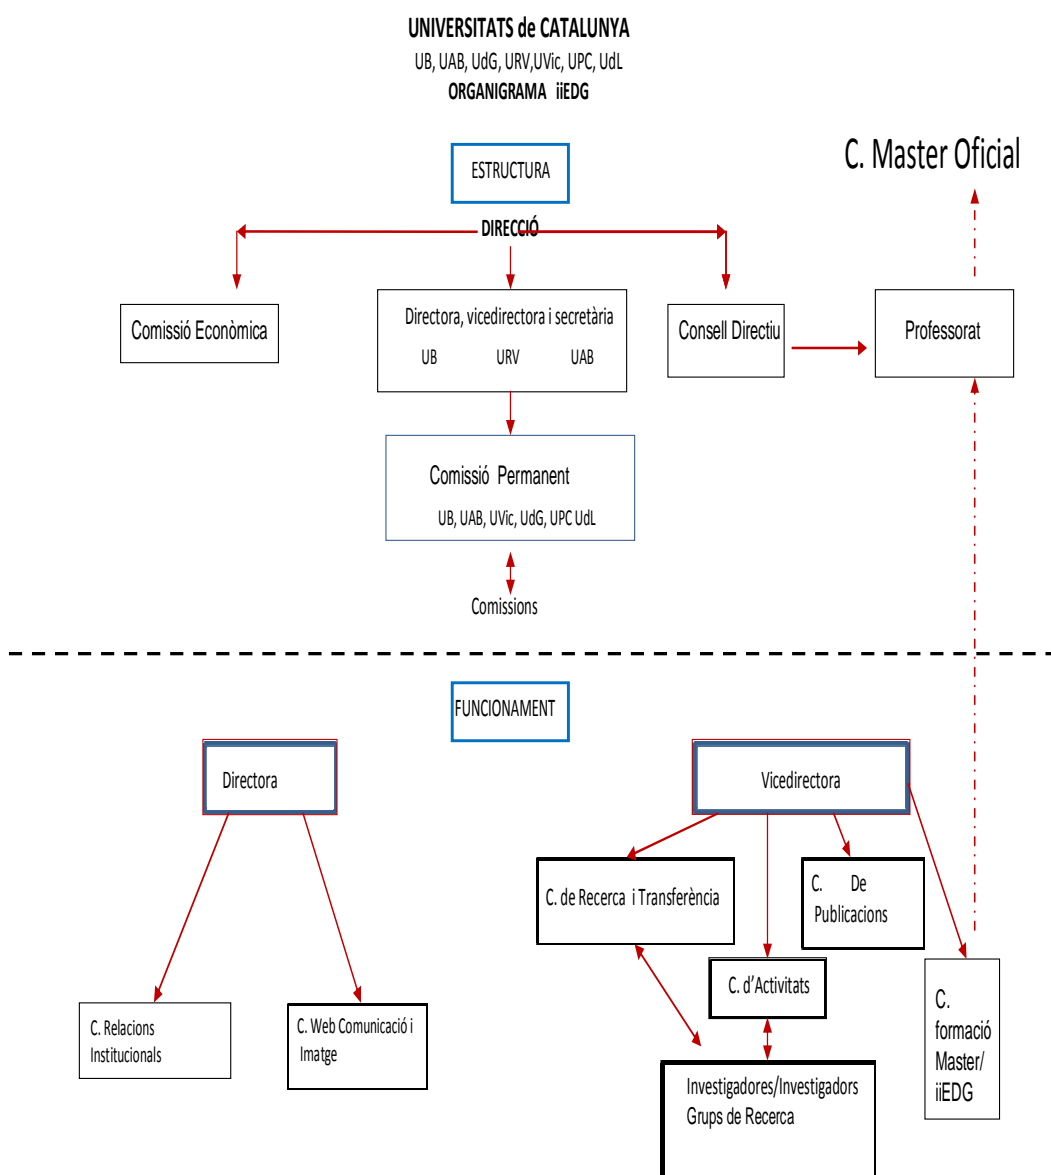 UNIVERSITATS de CATALUNYA
UB, UAB, UdG, URV,UVic, UPC, UdL
ORGANIGRAMA iiEDG
C. Master Oficial
ESTRUCTURA
DIRECCIÓ
Comissió Econòmica
Directora, vicedirectora i secretària
UB URV UAB
Consell Directiu
Professorat
Comissió Permanent
UB, UAB, UVic, UdG, UPC UdL
Comissions
FUNCIONAMENT
Directora
Vicedirectora
C. de Recerca i Transferència
C. De
Publicacions
C. d'Activitats
C. Relacions
Institucionals
C. Web Comunicació i
Imatge
C.
formació
Master/
iiEDG
Investigadores/Investigadors
Grups de Recerca